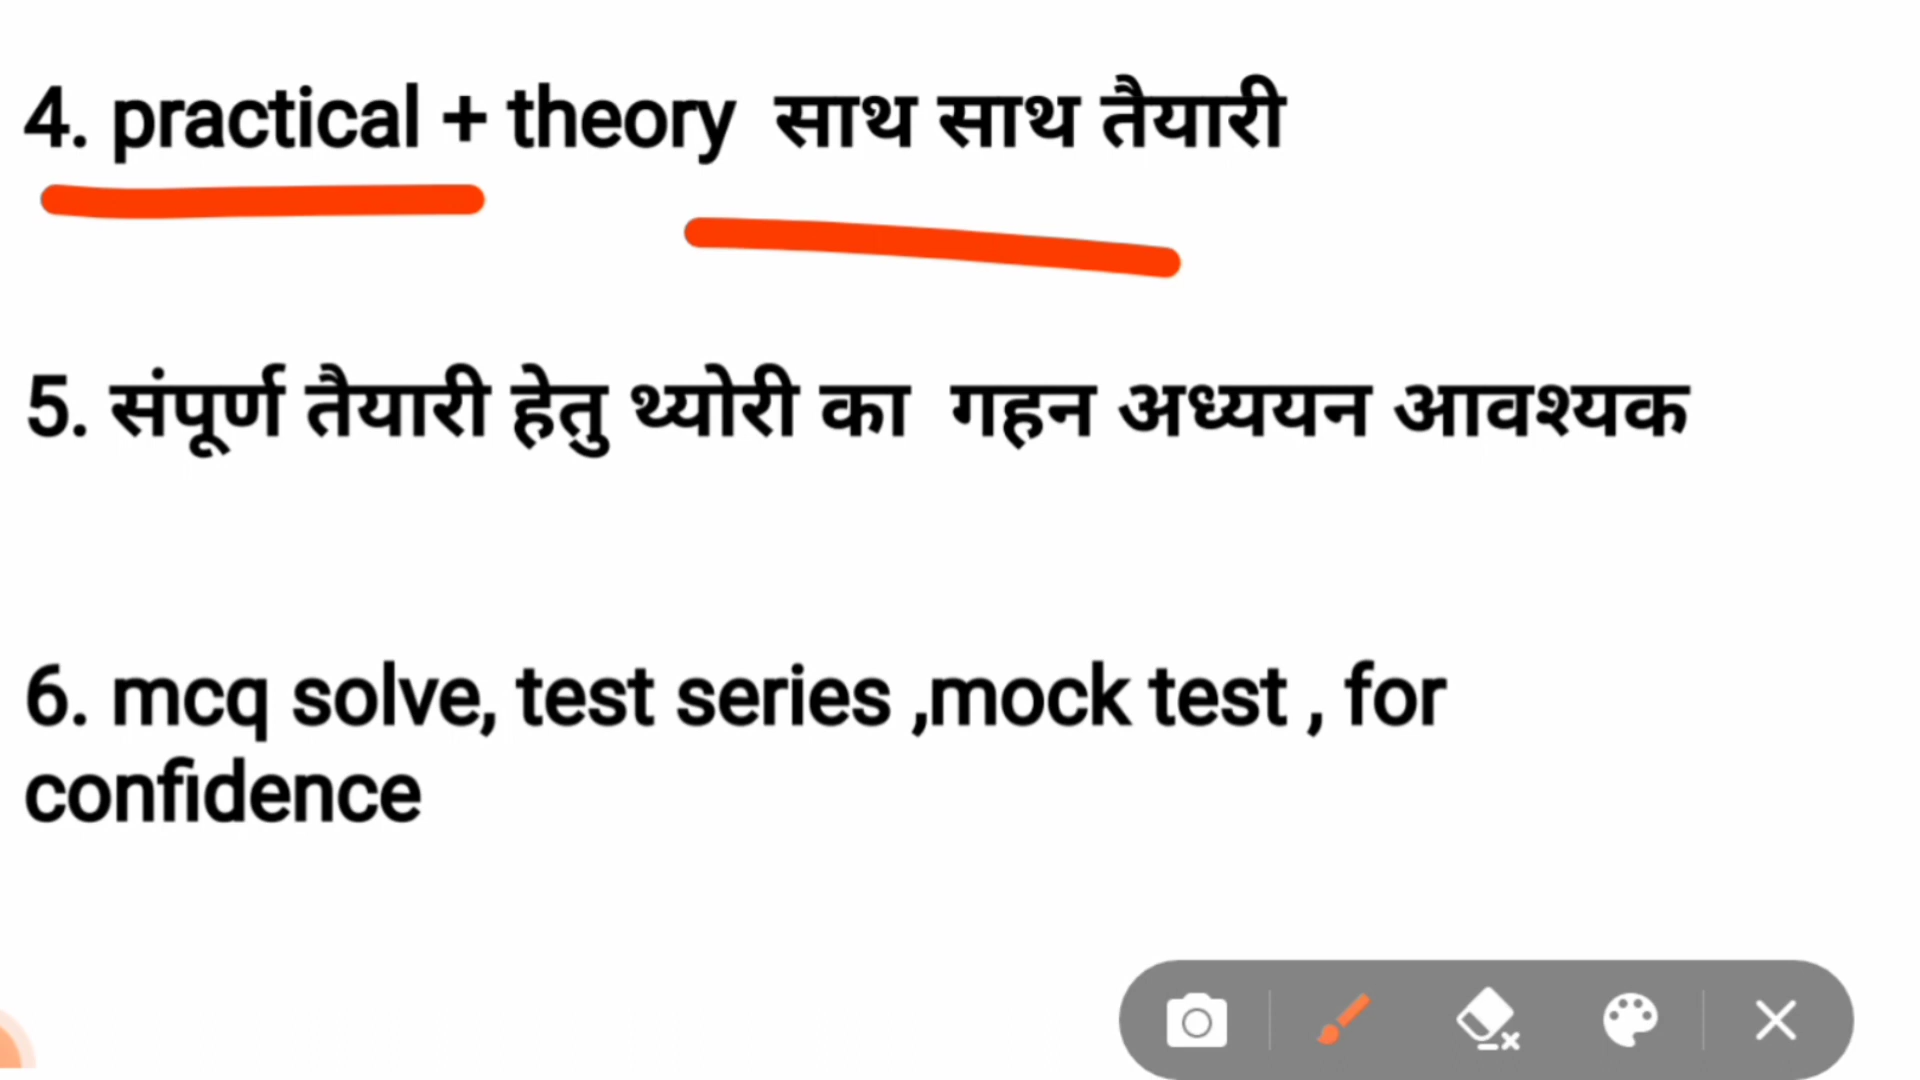 4. practical + theory साथ साथ तैयारी
5. संपूर्ण तैयारी हेतु थ्योरी का गहन अध्ययन आवश्यक
6. mcq solve, test series ,mock test , for
confidence